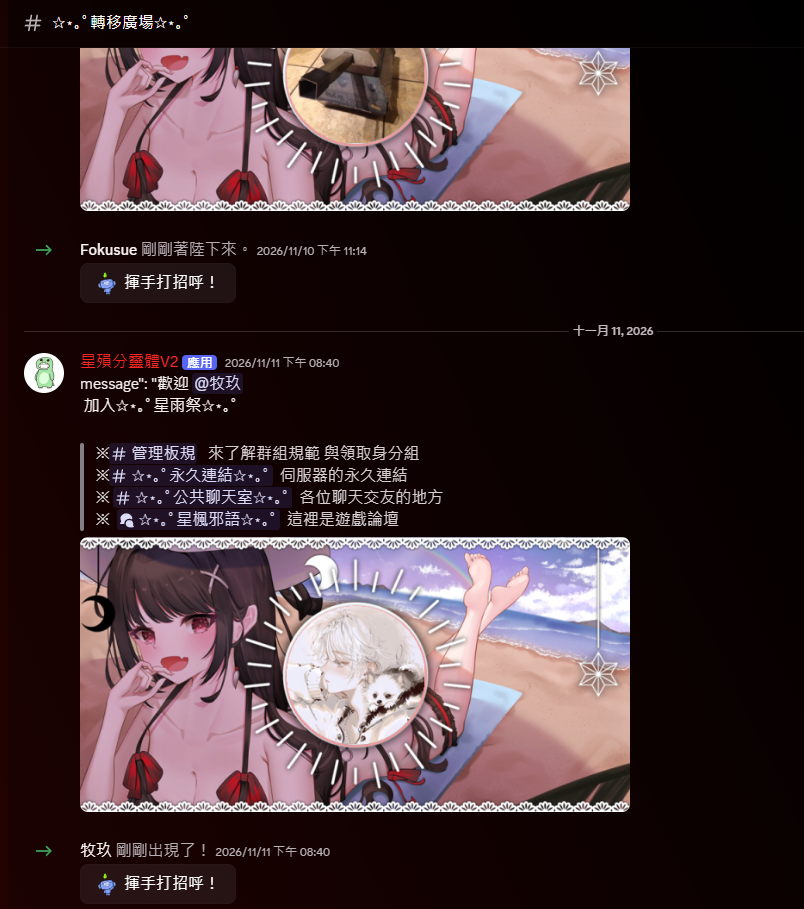 # ☆⋆｡˚轉移廣場☆⋆｡˚
Fokusue 剛剛著陸下來。 2026/11/10 下午 11:14
揮手打招呼！
十一月 11, 2026
星殞分靈體V2 應用 2026/11/11 下午 08:40
message": "歡迎 @牧玖
加入☆⋆｡˚星雨祭☆⋆｡˚
※# 管理板規 來了解群組規範 與領取身分組
※# ☆⋆｡˚永久連結☆⋆｡˚ 伺服器的永久連結
※ # ☆⋆｡˚公共聊天室☆⋆｡˚ 各位聊天交友的地方
※ ☆⋆｡˚星楓邪語☆⋆｡˚ 這裡是遊戲論壇
牧玖 剛剛出現了！ 2026/11/11 下午 08:40
揮手打招呼！